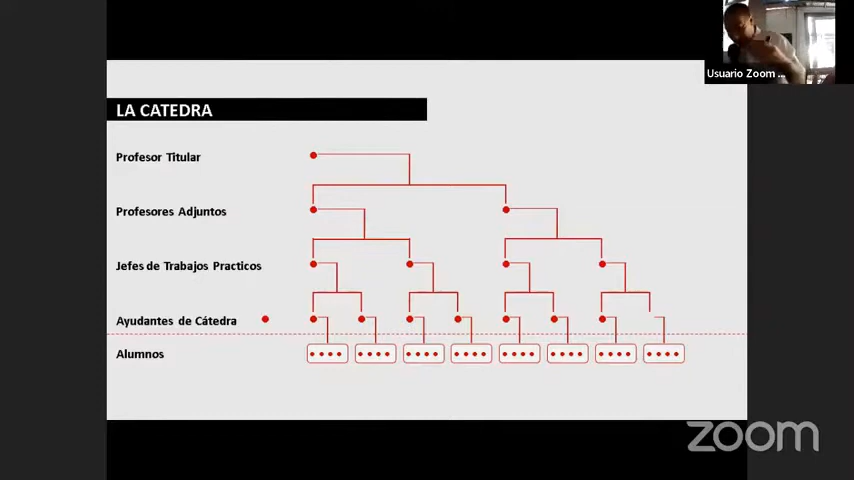 Usuario Zoom ...
LA CATEDRA
Profesor Titular
Profesores Adjuntos
Jefes de Trabajos Practicos
Ayudantes de Cátedra
Alumnos
zoom